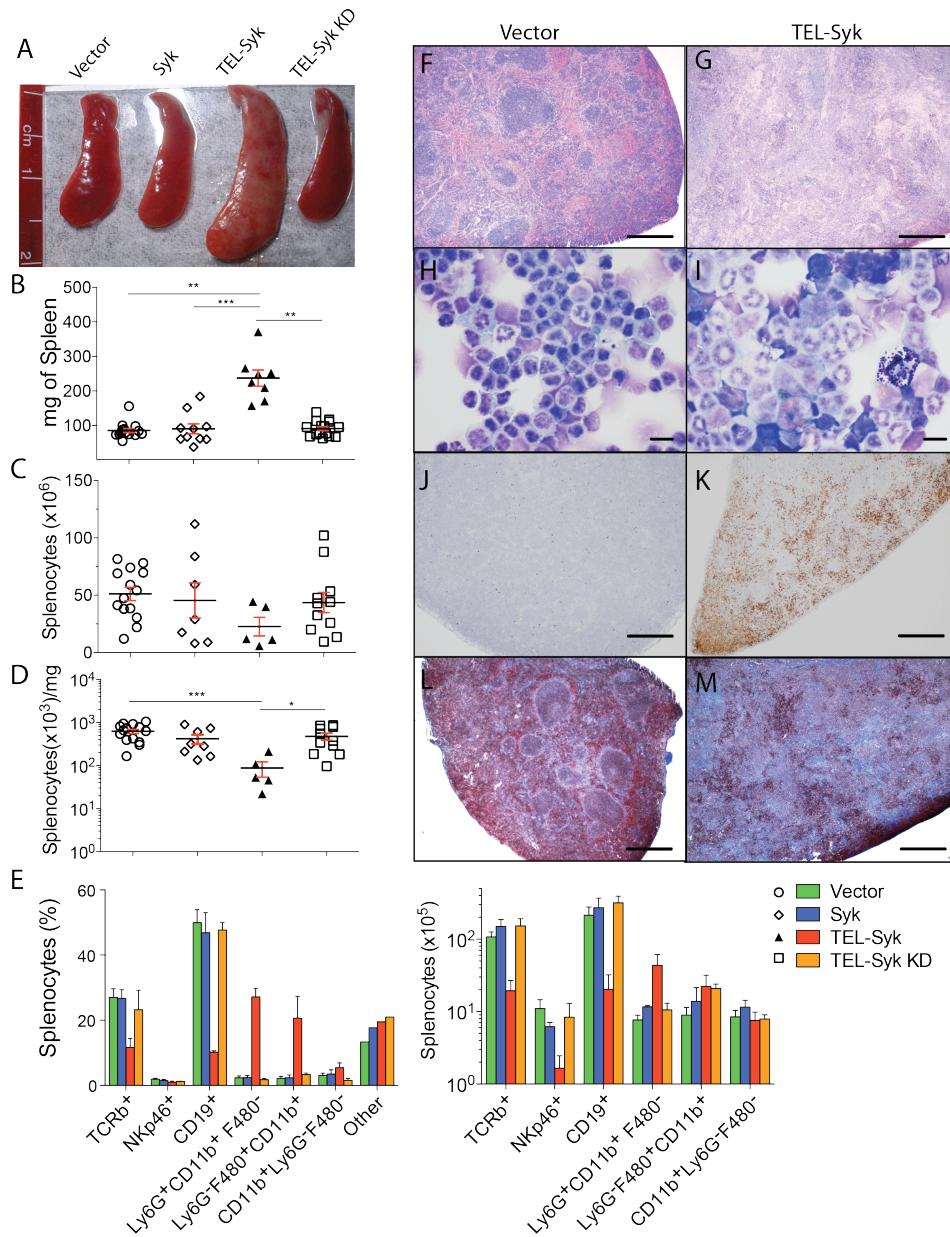 A
Vector
Syk
TEL-Syk
TEL-Syk KD
cm
1
2
B
mg of Spleen
500
400
300
200
100
**
***
**
C
Splenocytes (x10⁶)
150
100
50
0
D
Splenocytes(x10³)/mg
10⁴
10³
10²
10¹
10⁰
***
*
E
Splenocytes (%)
60
40
20
0
TCRb⁺
NKp46⁺
CD19⁺
Ly6G⁺CD11b⁺ F480⁻
Ly6G-F480⁺CD11b⁺
CD11b⁺Ly6G-F480⁻
Other
Splenocytes (x10⁵)
10²
10¹
10⁰
TCRb⁺
NKp46⁺
CD19⁺
Ly6G⁺CD11b⁺ F480⁻
Ly6G-F480⁺CD11b⁺
CD11b⁺Ly6G-F480⁻
Vector
Syk
TEL-Syk
TEL-Syk KD
Vector
TEL-Syk
F
G
H
I
J
K
L
M